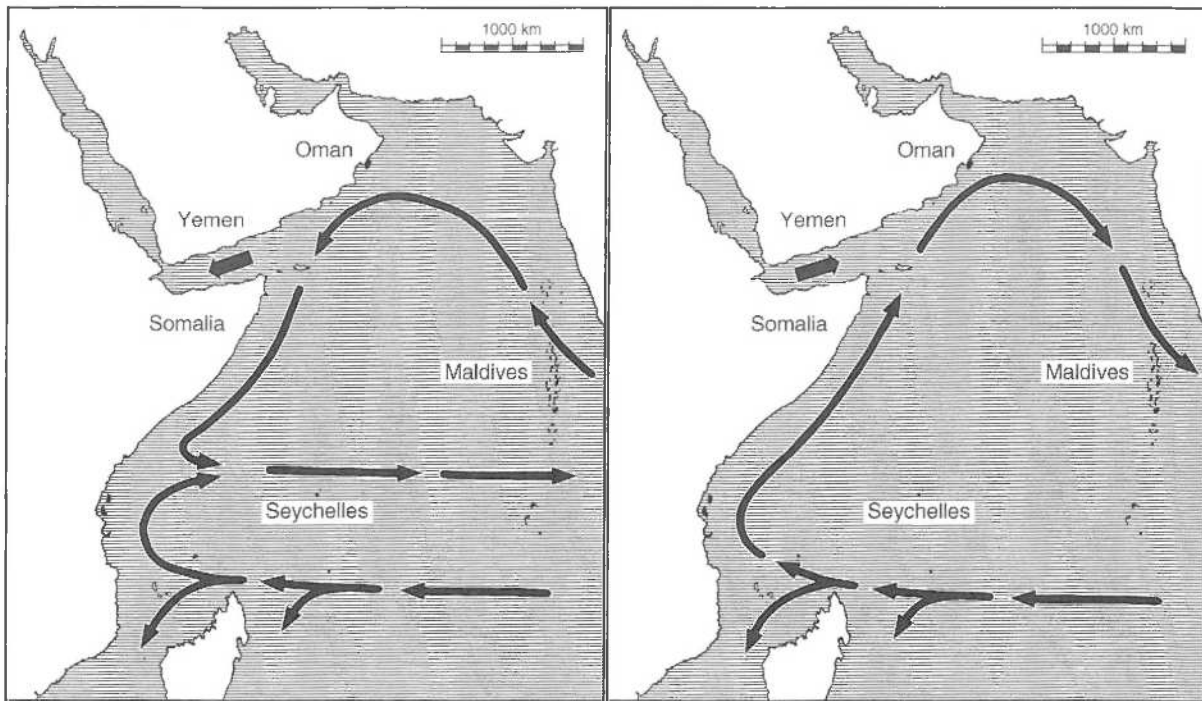 1000 km
Oman
Yemen
Somalia
Maldives
Seychelles
1000 km
Oman
Yemen
Somalia
Maldives
Seychelles